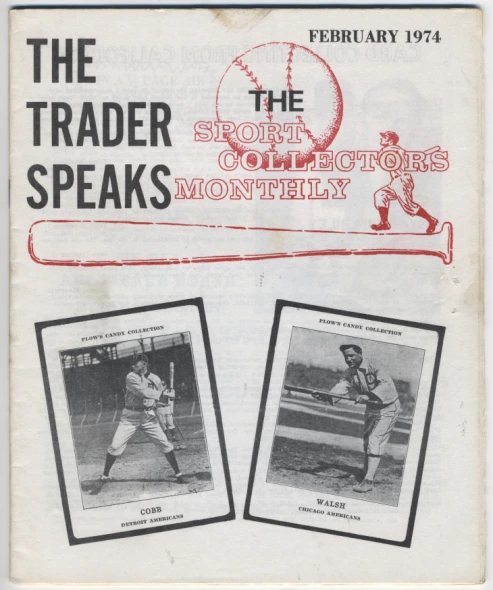 FEBRUARY 1974
THE
TRADER
SPEAKS
THE
SPORT
COLLECTORS
MONTHLY
PLOW'S CANDY COLLECTION
COBB
DETROIT AMERICANS
PLOW'S CANDY COLLECTION
WALSH
CHICAGO AMERICANS